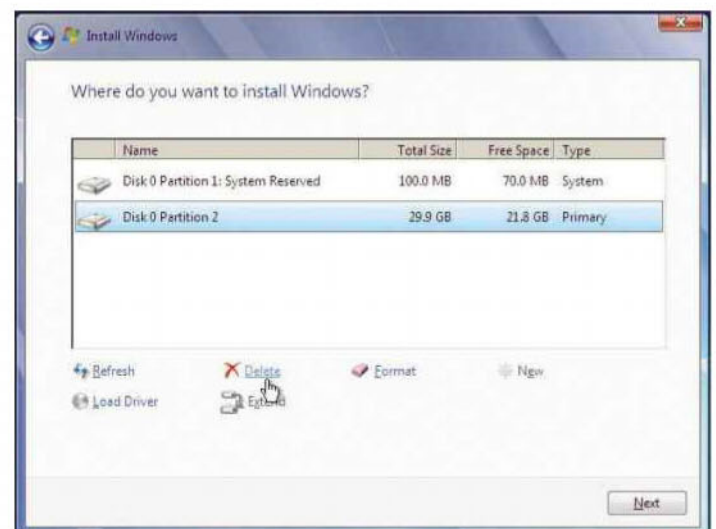 Install Windows
Where do you want to install Windows?
Name Total Size Free Space Type
Disk 0 Partition 1: System Reserved 100.0 MB 70.0 MB System
Disk 0 Partition 2 29.9 GB 21.8 GB Primary
Refresh Delete Format New
Load Driver Extend
Next